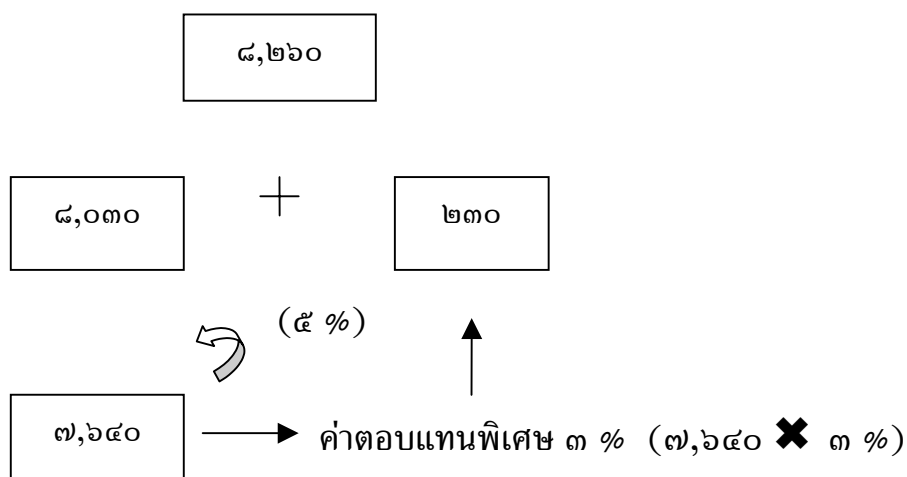 ๘,๒๖๐
๘,๐๓๐ + ๒๓๐
(๕ %)
๗,๖๔๐ ค่าตอบแทนพิเศษ ๓ % (๗,๖๔๐ ✖ ๓ %)